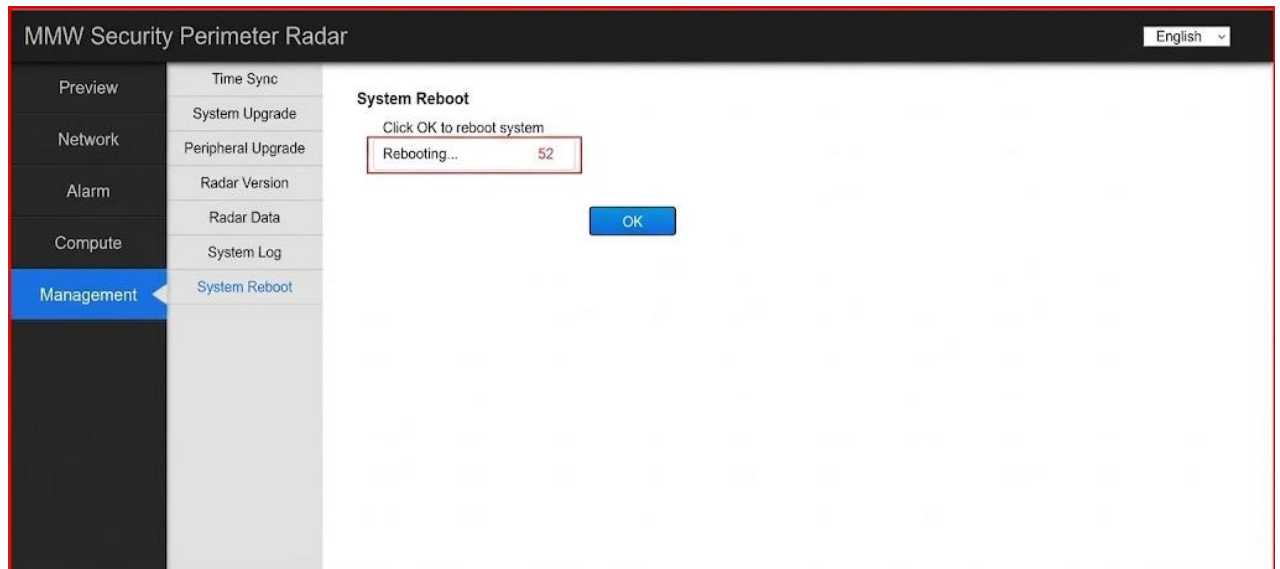 MMW Security Perimeter Radar
English
Preview
Network
Alarm
Compute
Management
Time Sync
System Upgrade
Peripheral Upgrade
Radar Version
Radar Data
System Log
System Reboot
System Reboot
Click OK to reboot system
Rebooting... 52
OK